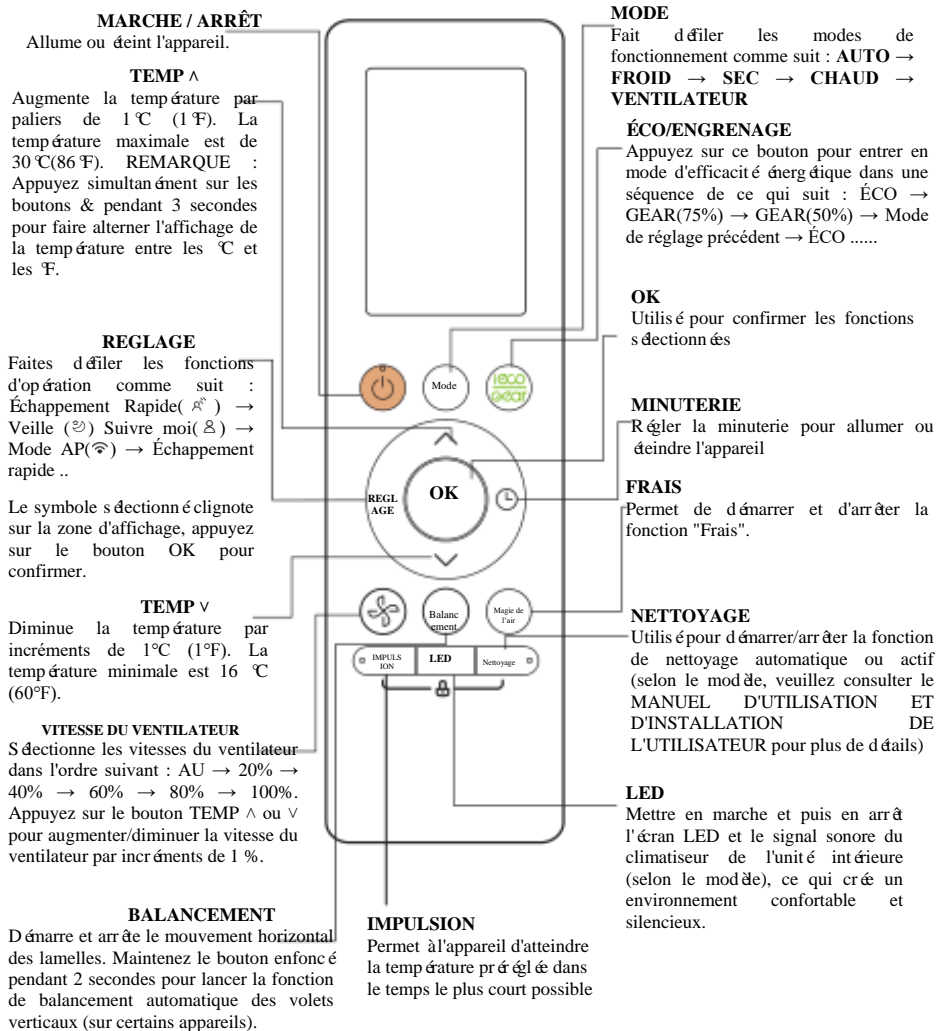 MARCHE / ARRÊT
Allume ou éteint l'appareil.
TEMP ∧
Augmente la température par
paliers de 1 ℃ (1 ℉). La
température maximale est de
30 ℃(86 ℉). REMARQUE :
Appuyez simultanément sur les
boutons & pendant 3 secondes
pour faire alterner l'affichage de
la température entre les ℃ et
les ℉.
REGLAGE
Faites défiler les fonctions
d'opération comme suit :
Échappement Rapide( ) →
Veille ( ) Suivre moi( ) →
Mode AP( ) → Échappement
rapide ..
Le symbole sélectionné clignote
sur la zone d'affichage, appuyez
sur le bouton OK pour
confirmer.
TEMP ∨
Diminue la température par
incréments de 1°C (1°F). La
température minimale est 16 ℃
(60°F).
VITESSE DU VENTILATEUR
Sélectionne les vitesses du ventilateur
dans l'ordre suivant : AU → 20% →
40% → 60% → 80% → 100%.
Appuyez sur le bouton TEMP ∧ ou ∨
pour augmenter/diminuer la vitesse du
ventilateur par incréments de 1 %.
BALANCEMENT
Démarre et arrête le mouvement horizontal
des lamelles. Maintenez le bouton enfoncé
pendant 2 secondes pour lancer la fonction
de balancement automatique des volets
verticaux (sur certains appareils).
Mode
eco
gear
REGL
AGE
OK
Balanc
ement
Magie de
l'air
IMPULS
ION
LED
Nettoyage
IMPULSION
Permet à l'appareil d'atteindre
la température préréglée dans
le temps le plus court possible
MODE
Fait défiler les modes de
fonctionnement comme suit : AUTO →
FROID → SEC → CHAUD →
VENTILATEUR
ÉCO/ENGRENAGE
Appuyez sur ce bouton pour entrer en
mode d'efficacité énergétique dans une
séquence de ce qui suit : ÉCO →
GEAR(75%) → GEAR(50%) → Mode
de réglage précédent → ÉCO ......
OK
Utilisé pour confirmer les fonctions
sélectionnées
MINUTERIE
Régler la minuterie pour allumer ou
éteindre l'appareil
FRAIS
Permet de démarrer et d'arrêter la
fonction "Frais".
NETTOYAGE
Utilisé pour démarrer/arrêter la fonction
de nettoyage automatique ou actif
(selon le modèle, veuillez consulter le
MANUEL D'UTILISATION ET
D'INSTALLATION DE
L'UTILISATEUR pour plus de détails)
LED
Mettre en marche et puis en arrêt
l'écran LED et le signal sonore du
climatiseur de l'unité intérieure
(selon le modèle), ce qui crée un
environnement confortable et
silencieux.